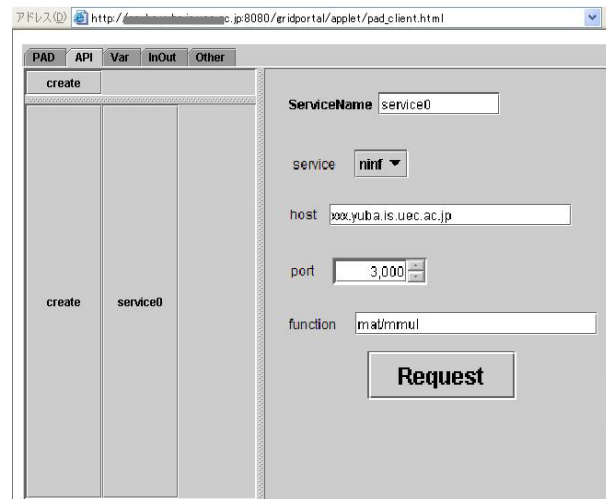 アドレス(D) http:// c.jp:8080/gridportal/applet/pad_client.html
PAD API Var InOut Other
create
ServiceName service0
service ninf
host xxx.yuba.is.uec.ac.jp
port 3,000
create service0
function mat/mmul
Request